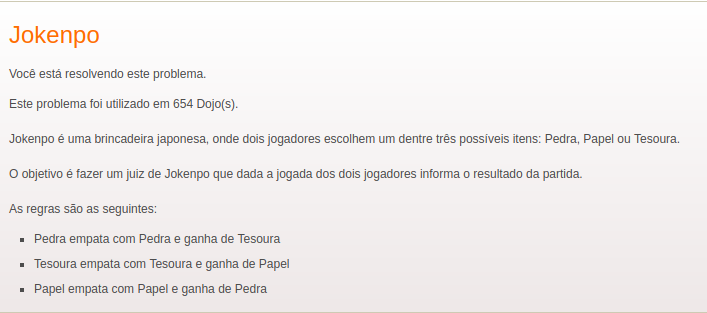 Jokenpo
Você está resolvendo este problema.
Este problema foi utilizado em 654 Dojo(s).
Jokenpo é uma brincadeira japonesa, onde dois jogadores escolhem um dentre três possíveis itens: Pedra, Papel ou Tesoura.
O objetivo é fazer um juiz de Jokenpo que dada a jogada dos dois jogadores informa o resultado da partida.
As regras são as seguintes:
Pedra empata com Pedra e ganha de Tesoura
Tesoura empata com Tesoura e ganha de Papel
Papel empata com Papel e ganha de Pedra